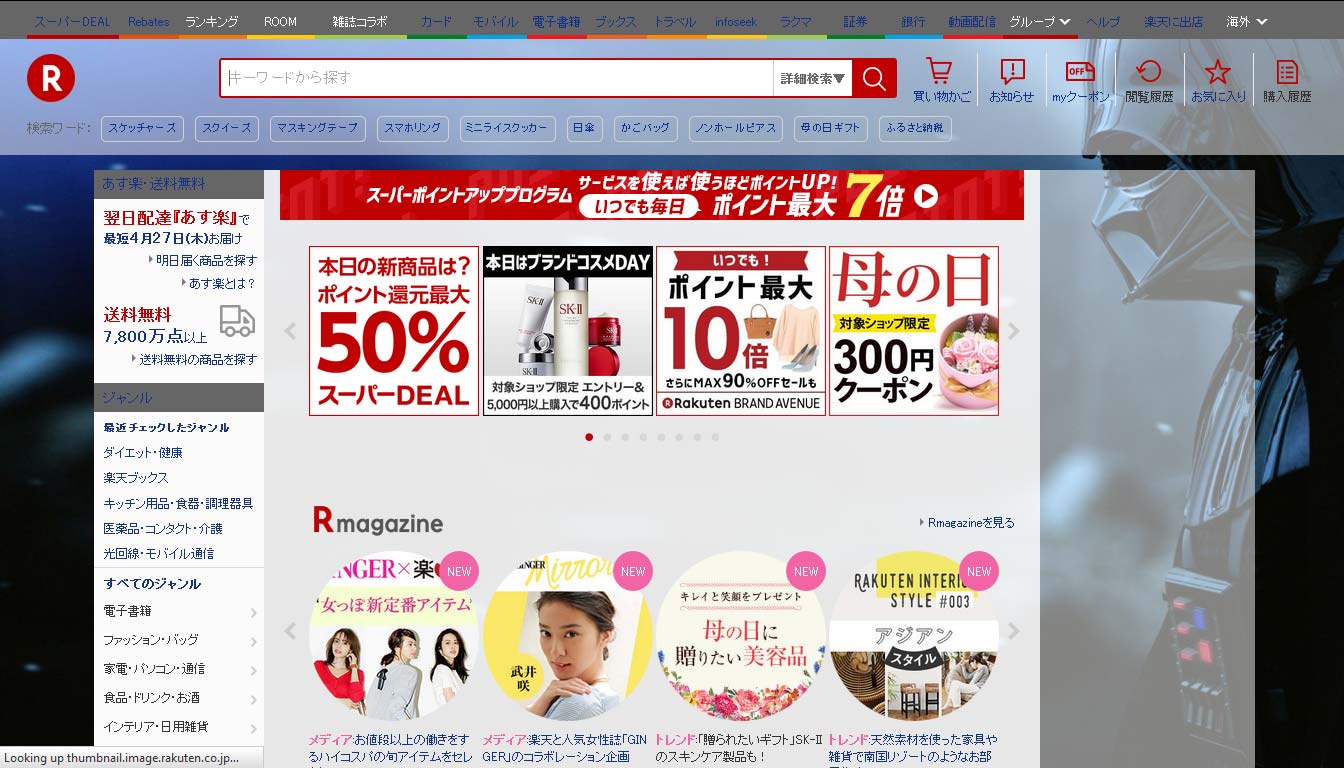 スーパーDEAL Rebates ランキング ROOM 雑誌コラボ カード モバイル 電子書籍 ブックス トラベル infoseek ラクマ 証券 銀行 動画配信 グループ ヘルプ 楽天に出店 海外
R
キーワードから探す
詳細検索▼
買い物かご お知らせ myクーポン 閲覧履歴 お気に入り 購入履歴
OFF
検索ワード: スケッチャーズ スクイーズ マスキングテープ スマホリング ミニライスクッカー 日傘 かごバッグ ノンホールピアス 母の日ギフト ふるさと納税
あす楽・送料無料
翌日配達『あす楽』で
最短4月27日(木)お届け
明日届く商品を探す
あす楽とは?
送料無料
7,800万点以上
送料無料の商品を探す
ジャンル
最近チェックしたジャンル
ダイエット・健康
楽天ブックス
キッチン用品・食器・調理器具
医薬品・コンタクト・介護
光回線・モバイル通信
すべてのジャンル
電子書籍
ファッション・バッグ
家電・パソコン・通信
食品・ドリンク・お酒
インテリア・日用雑貨
スーパーポイントアッププログラム
サービスを使えば使うほどポイントUP!
いつでも毎日 ポイント最大 7倍
本日の新商品は?
ポイント還元最大
50%
スーパーDEAL
本日はブランドコスメDAY
SK-II
SK-II
対象ショップ限定 エントリー&
5,000円以上購入で400ポイント
いつでも!
ポイント最大
10倍
さらにMAX90%OFFセールも
Rakuten BRAND AVENUE
母の日
対象ショップ限定
300円
クーポン
R magazine
Rmagazineを見る
INGER×楽
NEW
女っぽ新定番アイテム
メディア:お値段以上の働きをす
るハイコスパの旬アイテムをセレ
GINGER
Mirror
NEW
武井
咲
メディア:楽天と人気女性誌「GIN
GER」のコラボレーション企画
NEW
キレイと笑顔をプレゼント
母の日に
贈りたい美容品
トレンド:「贈られたいギフト」SK-II
のスキンケア製品も!
NEW
RAKUTEN INTERI
STYLE #003
アジアン
スタイル
トレンド:天然素材を使った家具や
雑貨で南国リゾートのようなお部
Looking up thumbnail.image.rakuten.co.jp...